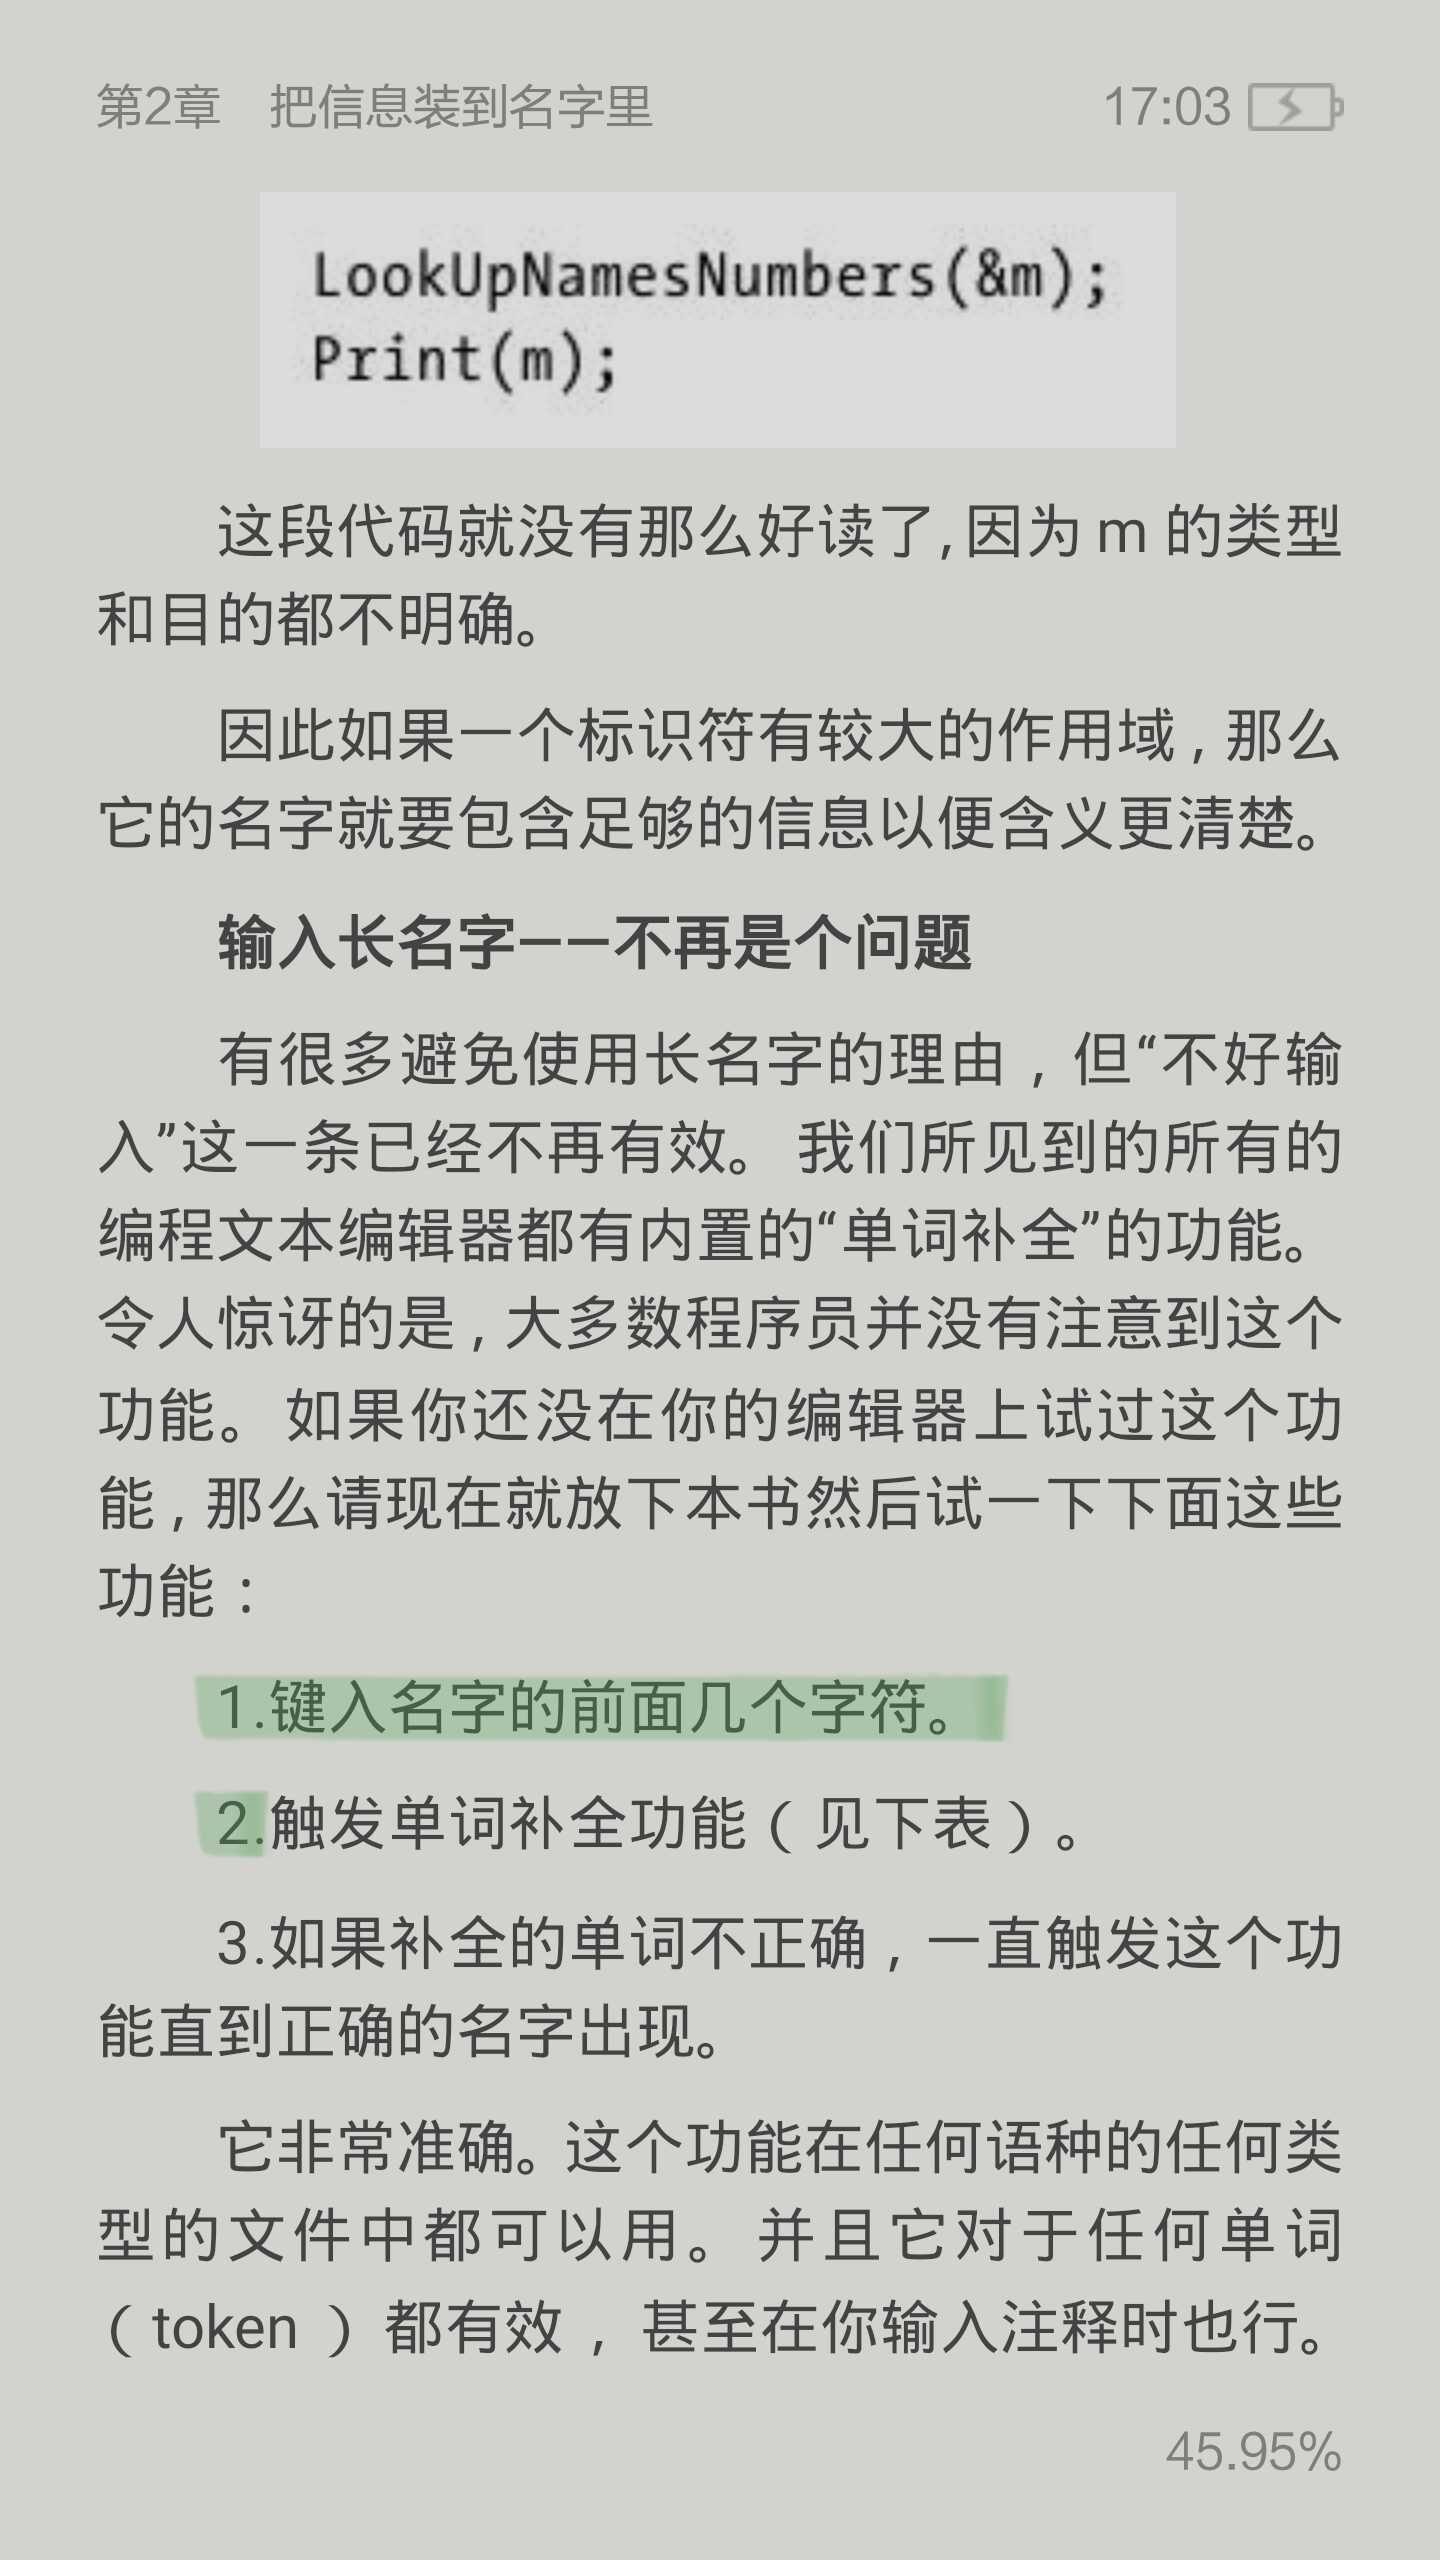 第2章　把信息装到名字里
17:03
LookUpNamesNumbers(&m);
Print(m);
这段代码就没有那么好读了,因为 m 的类型
和目的都不明确。
因此如果一个标识符有较大的作用域,那么
它的名字就要包含足够的信息以便含义更清楚。
输入长名字——不再是个问题
有很多避免使用长名字的理由,但“不好输
入”这一条已经不再有效。我们所见到的所有的
编程文本编辑器都有内置的“单词补全”的功能。
令人惊讶的是,大多数程序员并没有注意到这个
功能。如果你还没在你的编辑器上试过这个功
能,那么请现在就放下本书然后试一下下面这些
功能:
1.键入名字的前面几个字符。
2.触发单词补全功能(见下表)。
3.如果补全的单词不正确,一直触发这个功
能直到正确的名字出现。
它非常准确。这个功能在任何语种的任何类
型的文件中都可以用。并且它对于任何单词
(token)都有效,甚至在你输入注释时也行。
45.95%